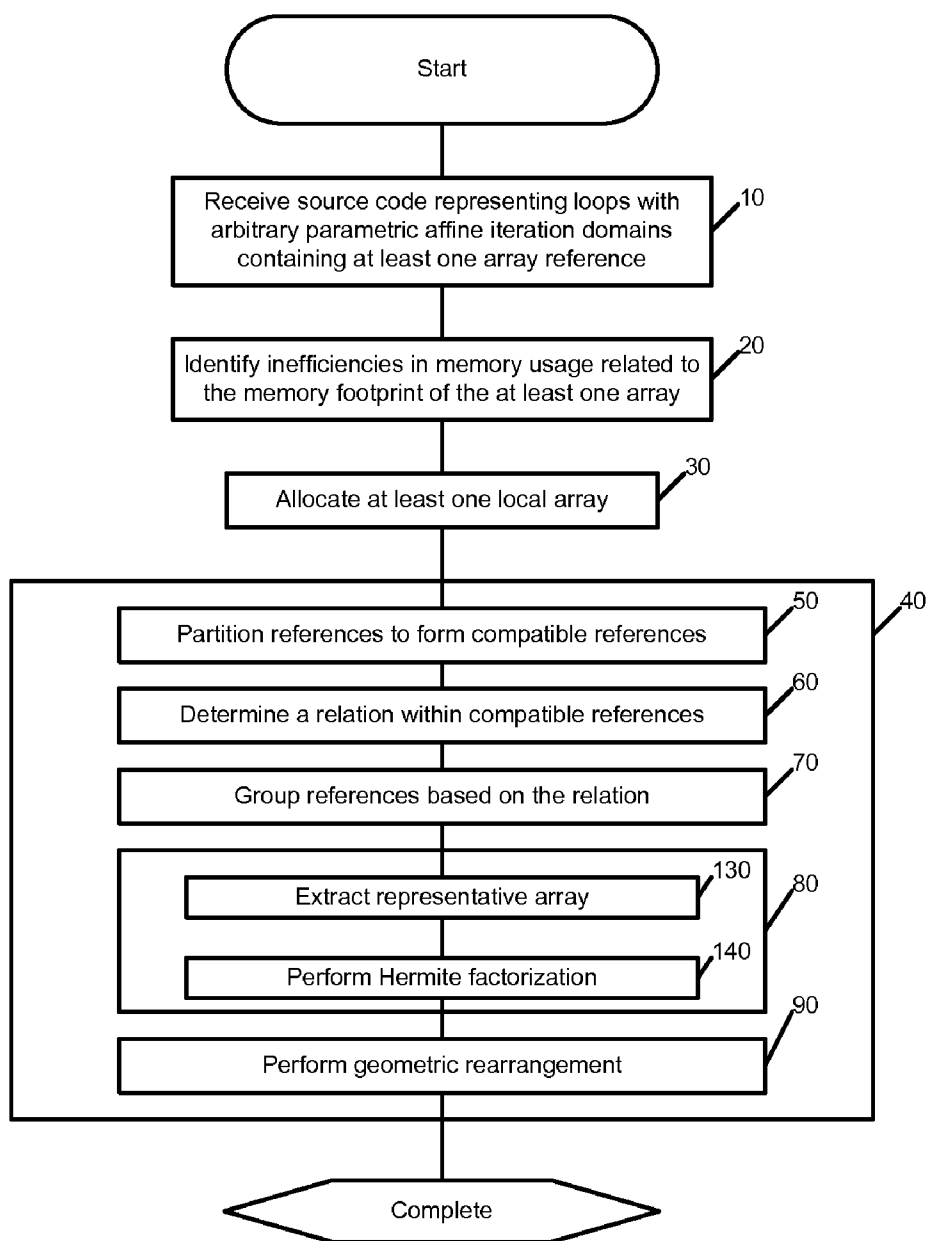 Start
10
Receive source code representing loops with
arbitrary parametric affine iteration domains
containing at least one array reference
20
Identify inefficiencies in memory usage related to
the memory footprint of the at least one array
30
Allocate at least one local array
40
50
Partition references to form compatible references
60
Determine a relation within compatible references
70
Group references based on the relation
80
130
Extract representative array
140
Perform Hermite factorization
90
Perform geometric rearrangement
Complete